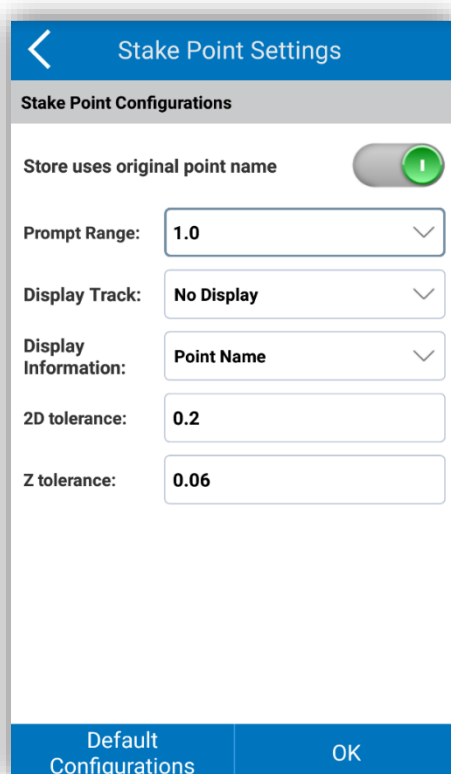 Stake Point Settings
Stake Point Configurations
Store uses original point name
Prompt Range: 1.0
Display Track: No Display
Display
Information: Point Name
2D tolerance: 0.2
Z tolerance: 0.06
Default
Configurations
OK